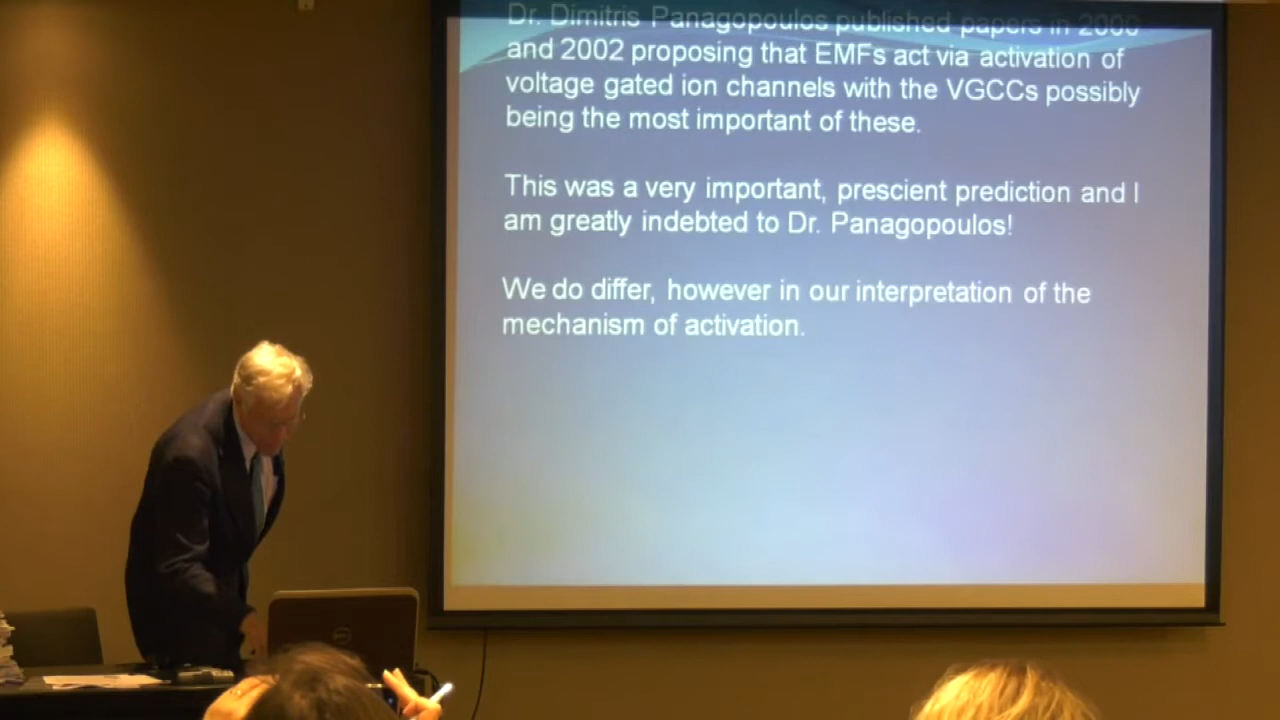 Dr. Dimitris Panagopoulos published papers in 2000
and 2002 proposing that EMFs act via activation of
voltage gated ion channels with the VGCCs possibly
being the most important of these.
This was a very important, prescient prediction and I
am greatly indebted to Dr. Panagopoulos!
We do differ, however in our interpretation of the
mechanism of activation.
DELL